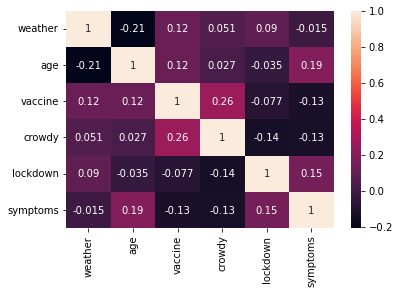 weather 1 -0.21 0.12 0.051 0.09 -0.015
age -0.21 1 0.12 0.027 -0.035 0.19
vaccine 0.12 0.12 1 0.26 -0.077 -0.13
crowdy 0.051 0.027 0.26 1 -0.14 -0.13
lockdown 0.09 -0.035 -0.077 -0.14 1 0.15
symptoms -0.015 0.19 -0.13 -0.13 0.15 1
weather age vaccine crowdy lockdown symptoms
1.0
0.8
0.6
0.4
0.2
0.0
-0.2